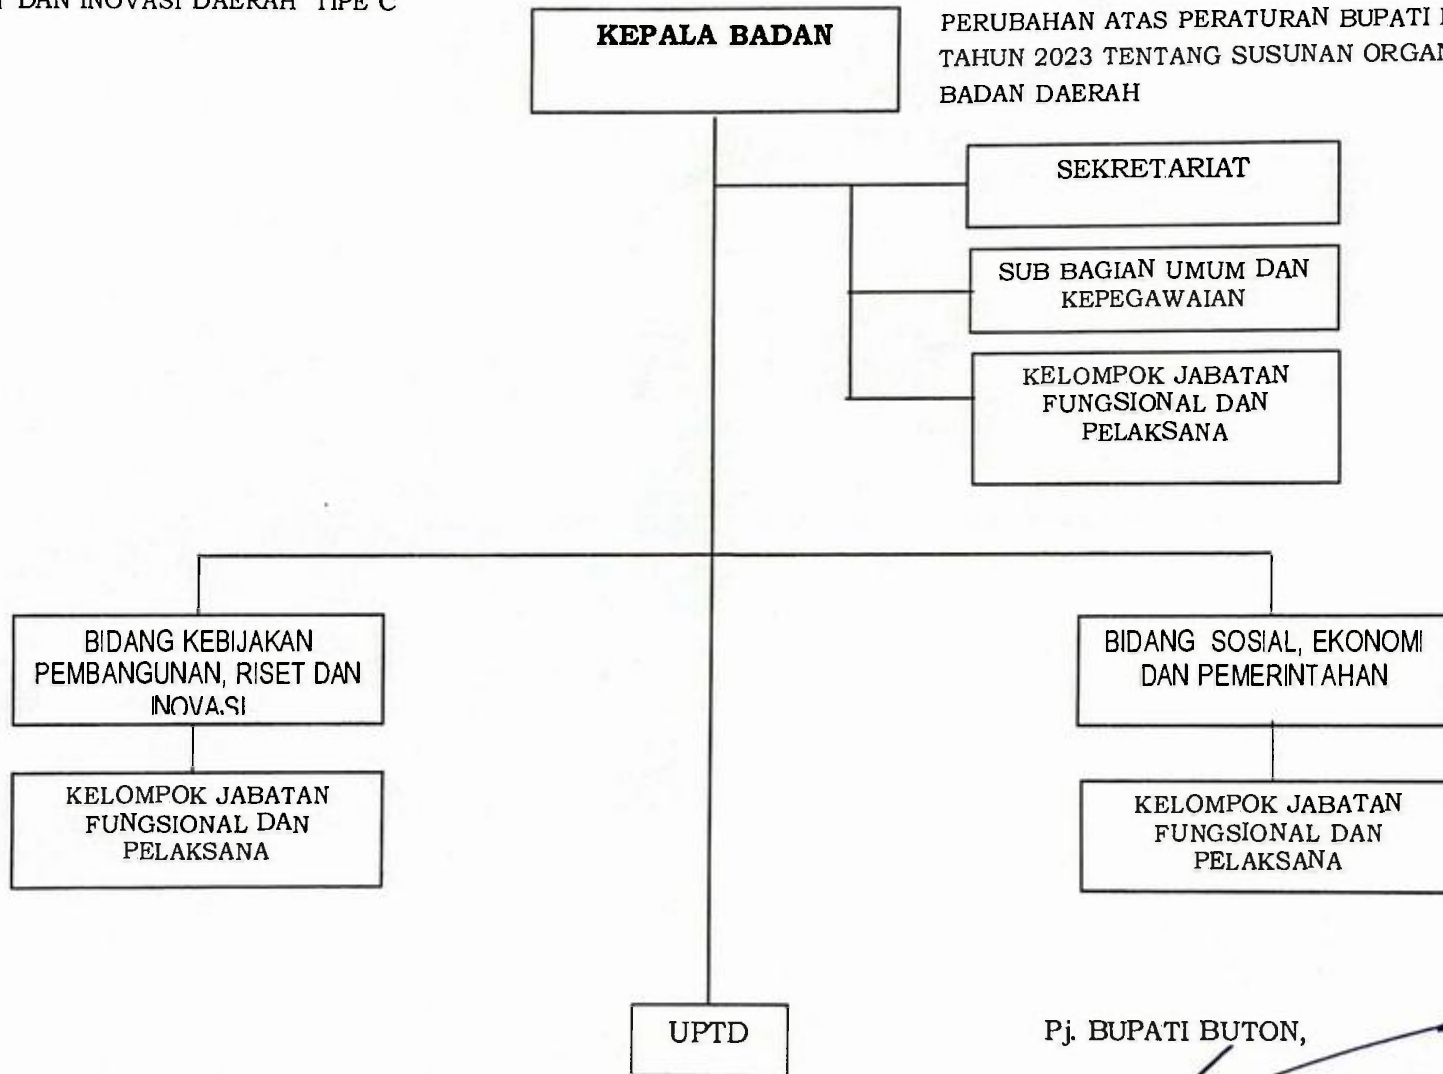 DAN INOVASI DAERAH TIPE C
PERUBAHAN ATAS PERATURAN BUPATI
TAHUN 2023 TENTANG SUSUNAN
BADAN DAERAH
KEPALA BADAN
SEKRETARIAT
SUB BAGIAN UMUM DAN
KEPEGAWAIAN
KELOMPOK JABATAN
FUNGSIONAL DAN
PELAKSANA
BIDANG KEBIJAKAN
PEMBANGUNAN, RISET DAN
INOVASI
KELOMPOK JABATAN
FUNGSIONAL DAN
PELAKSANA
BIDANG SOSIAL, EKONOMI
DAN PEMERINTAHAN
KELOMPOK JABATAN
FUNGSIONAL DAN
PELAKSANA
UPTD
Pj. BUPATI BUTON,